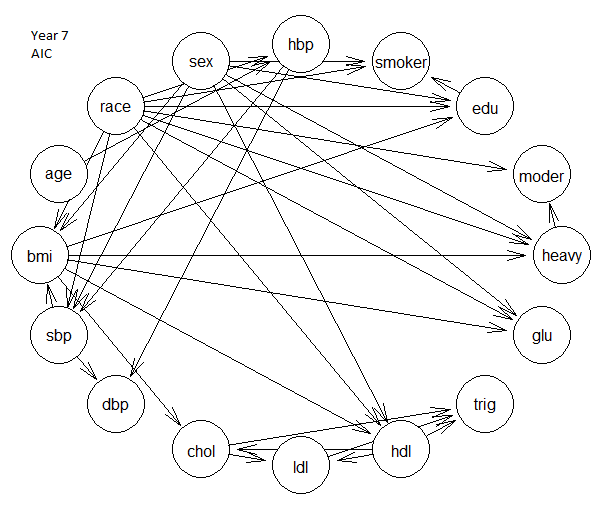 Year 7
AIC
hbp
sex
smoker
race
edu
age
moder
bmi
heavy
sbp
glu
dbp
trig
chol
hdl
ldl